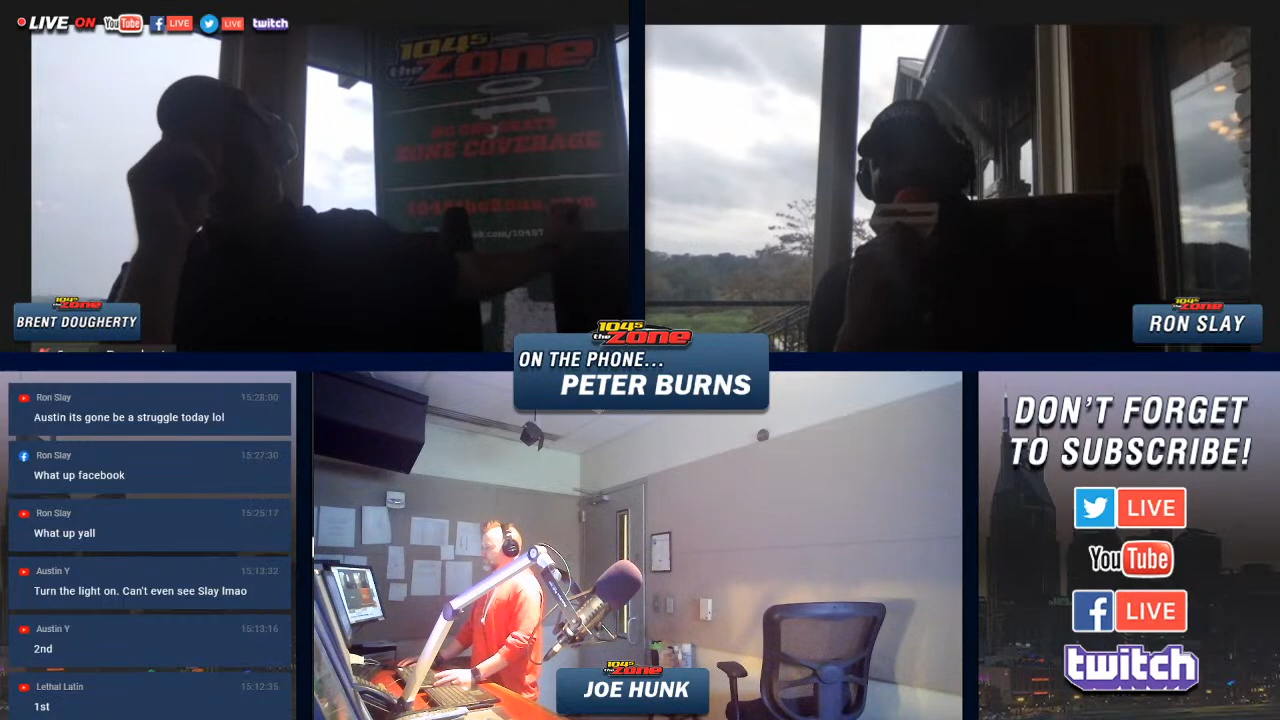 LIVE ON YouTube f LIVE LIVE twitch
104.5
the ZONE
ZONE COVERAGE
104.5
the ZONE
BRENT DOUGHERTY
104.5
the ZONE
RON SLAY
104.5
the ZONE
ON THE PHONE...
PETER BURNS
Ron Slay 15:28:00
Austin its gone be a struggle today lol
Ron Slay 15:27:30
What up facebook
Ron Slay 15:25:17
What up yall
Austin Y 15:13:32
Turn the light on. Can't even see Slay lmao
Austin Y 15:13:16
2nd
Lethal Latin 15:12:35
1st
104.5
the ZONE
JOE HUNK
DON'T FORGET
TO SUBSCRIBE!
LIVE
YouTube
f LIVE
twitch